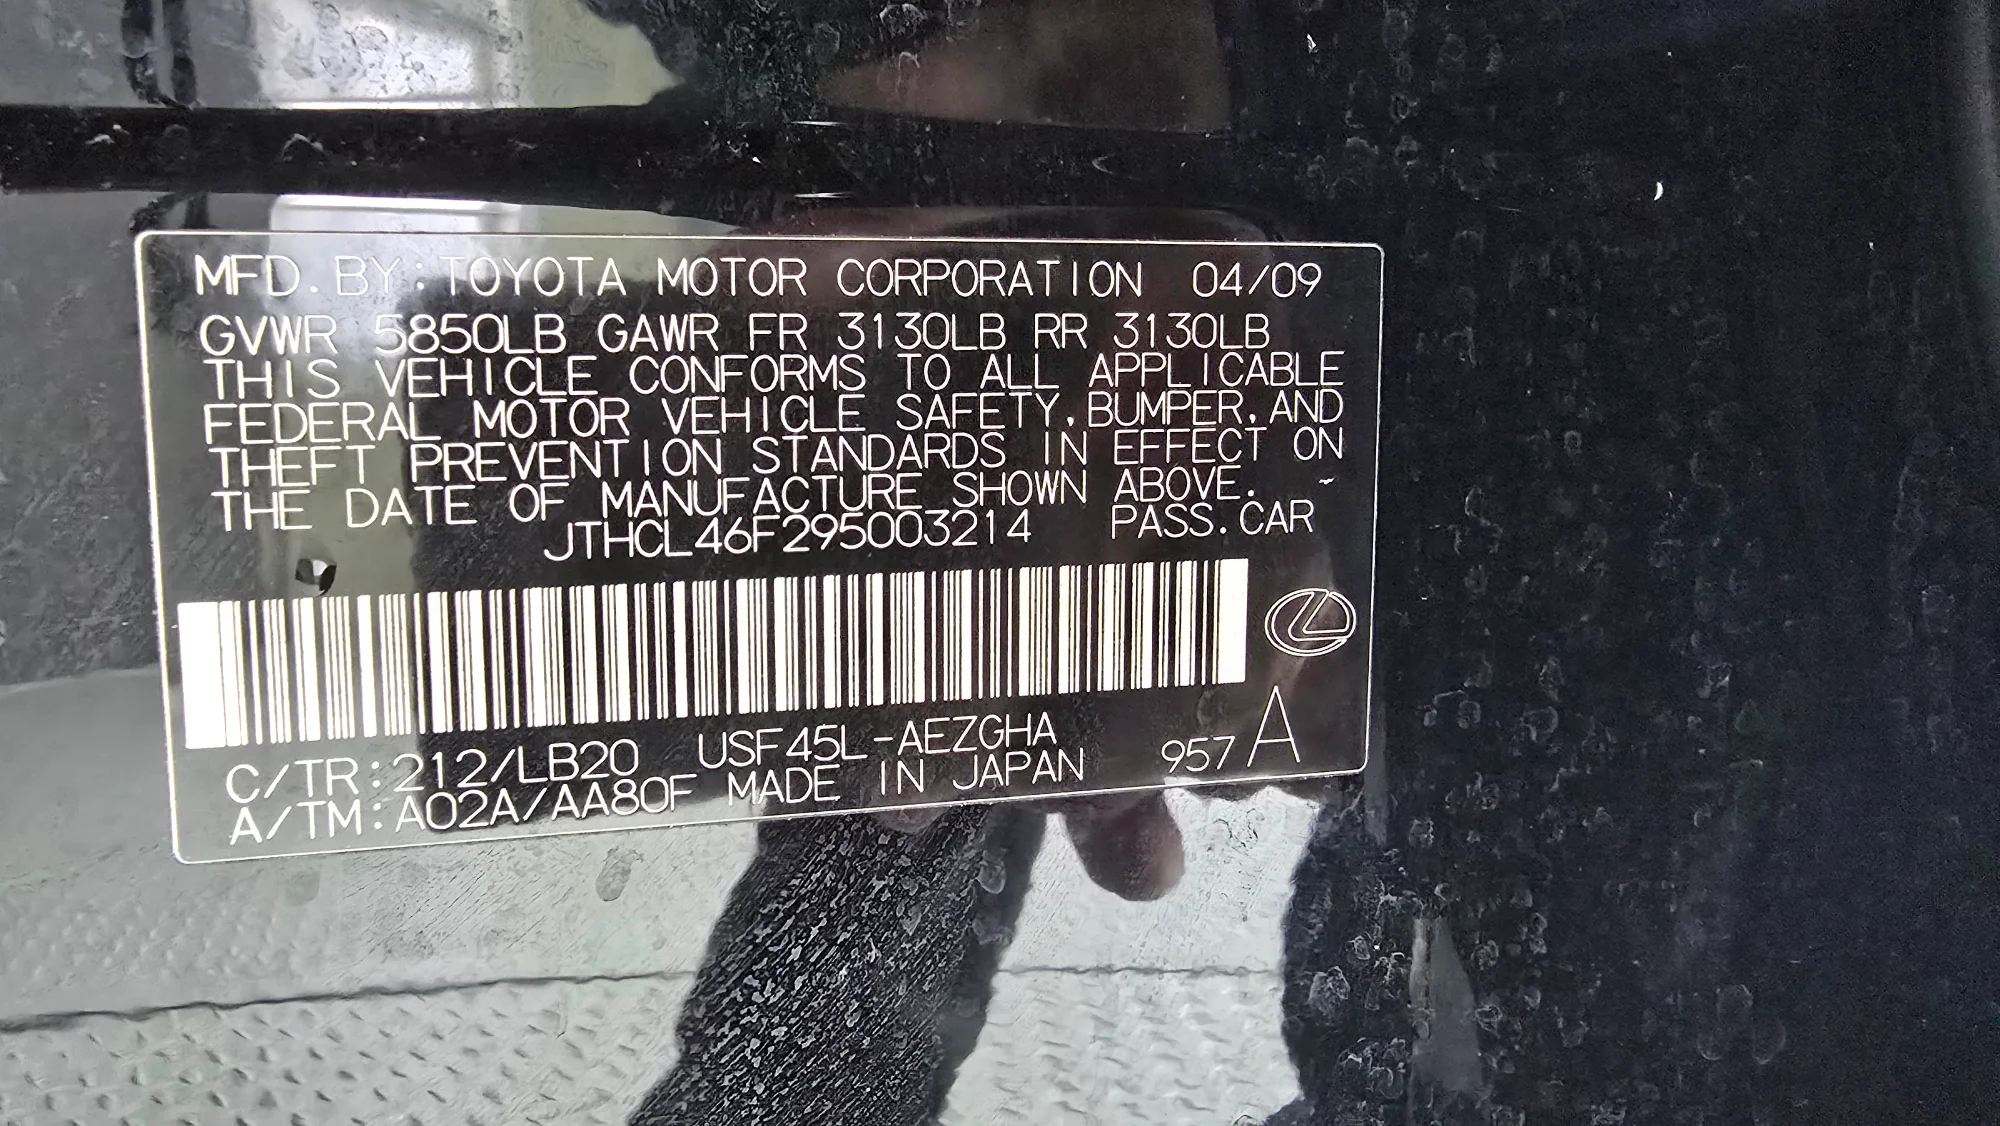 MFD. BY:TOYOTA MOTOR CORPORATION 04/09
GVWR 5850LB GAWR FR 3130LB RR 3130LB
THIS VEHICLE CONFORMS TO ALL APPLICABLE
FEDERAL MOTOR VEHICLE SAFETY,BUMPER,AND
THEFT PREVENTION STANDARDS IN EFFECT ON
THE DATE OF MANUFACTURE SHOWN ABOVE.
JTHCL46F295003214 PASS.CAR
C/TR:212/LB20 USF45L-AEZGHA 957 A
A/TM:A02A/AA80F MADE IN JAPAN